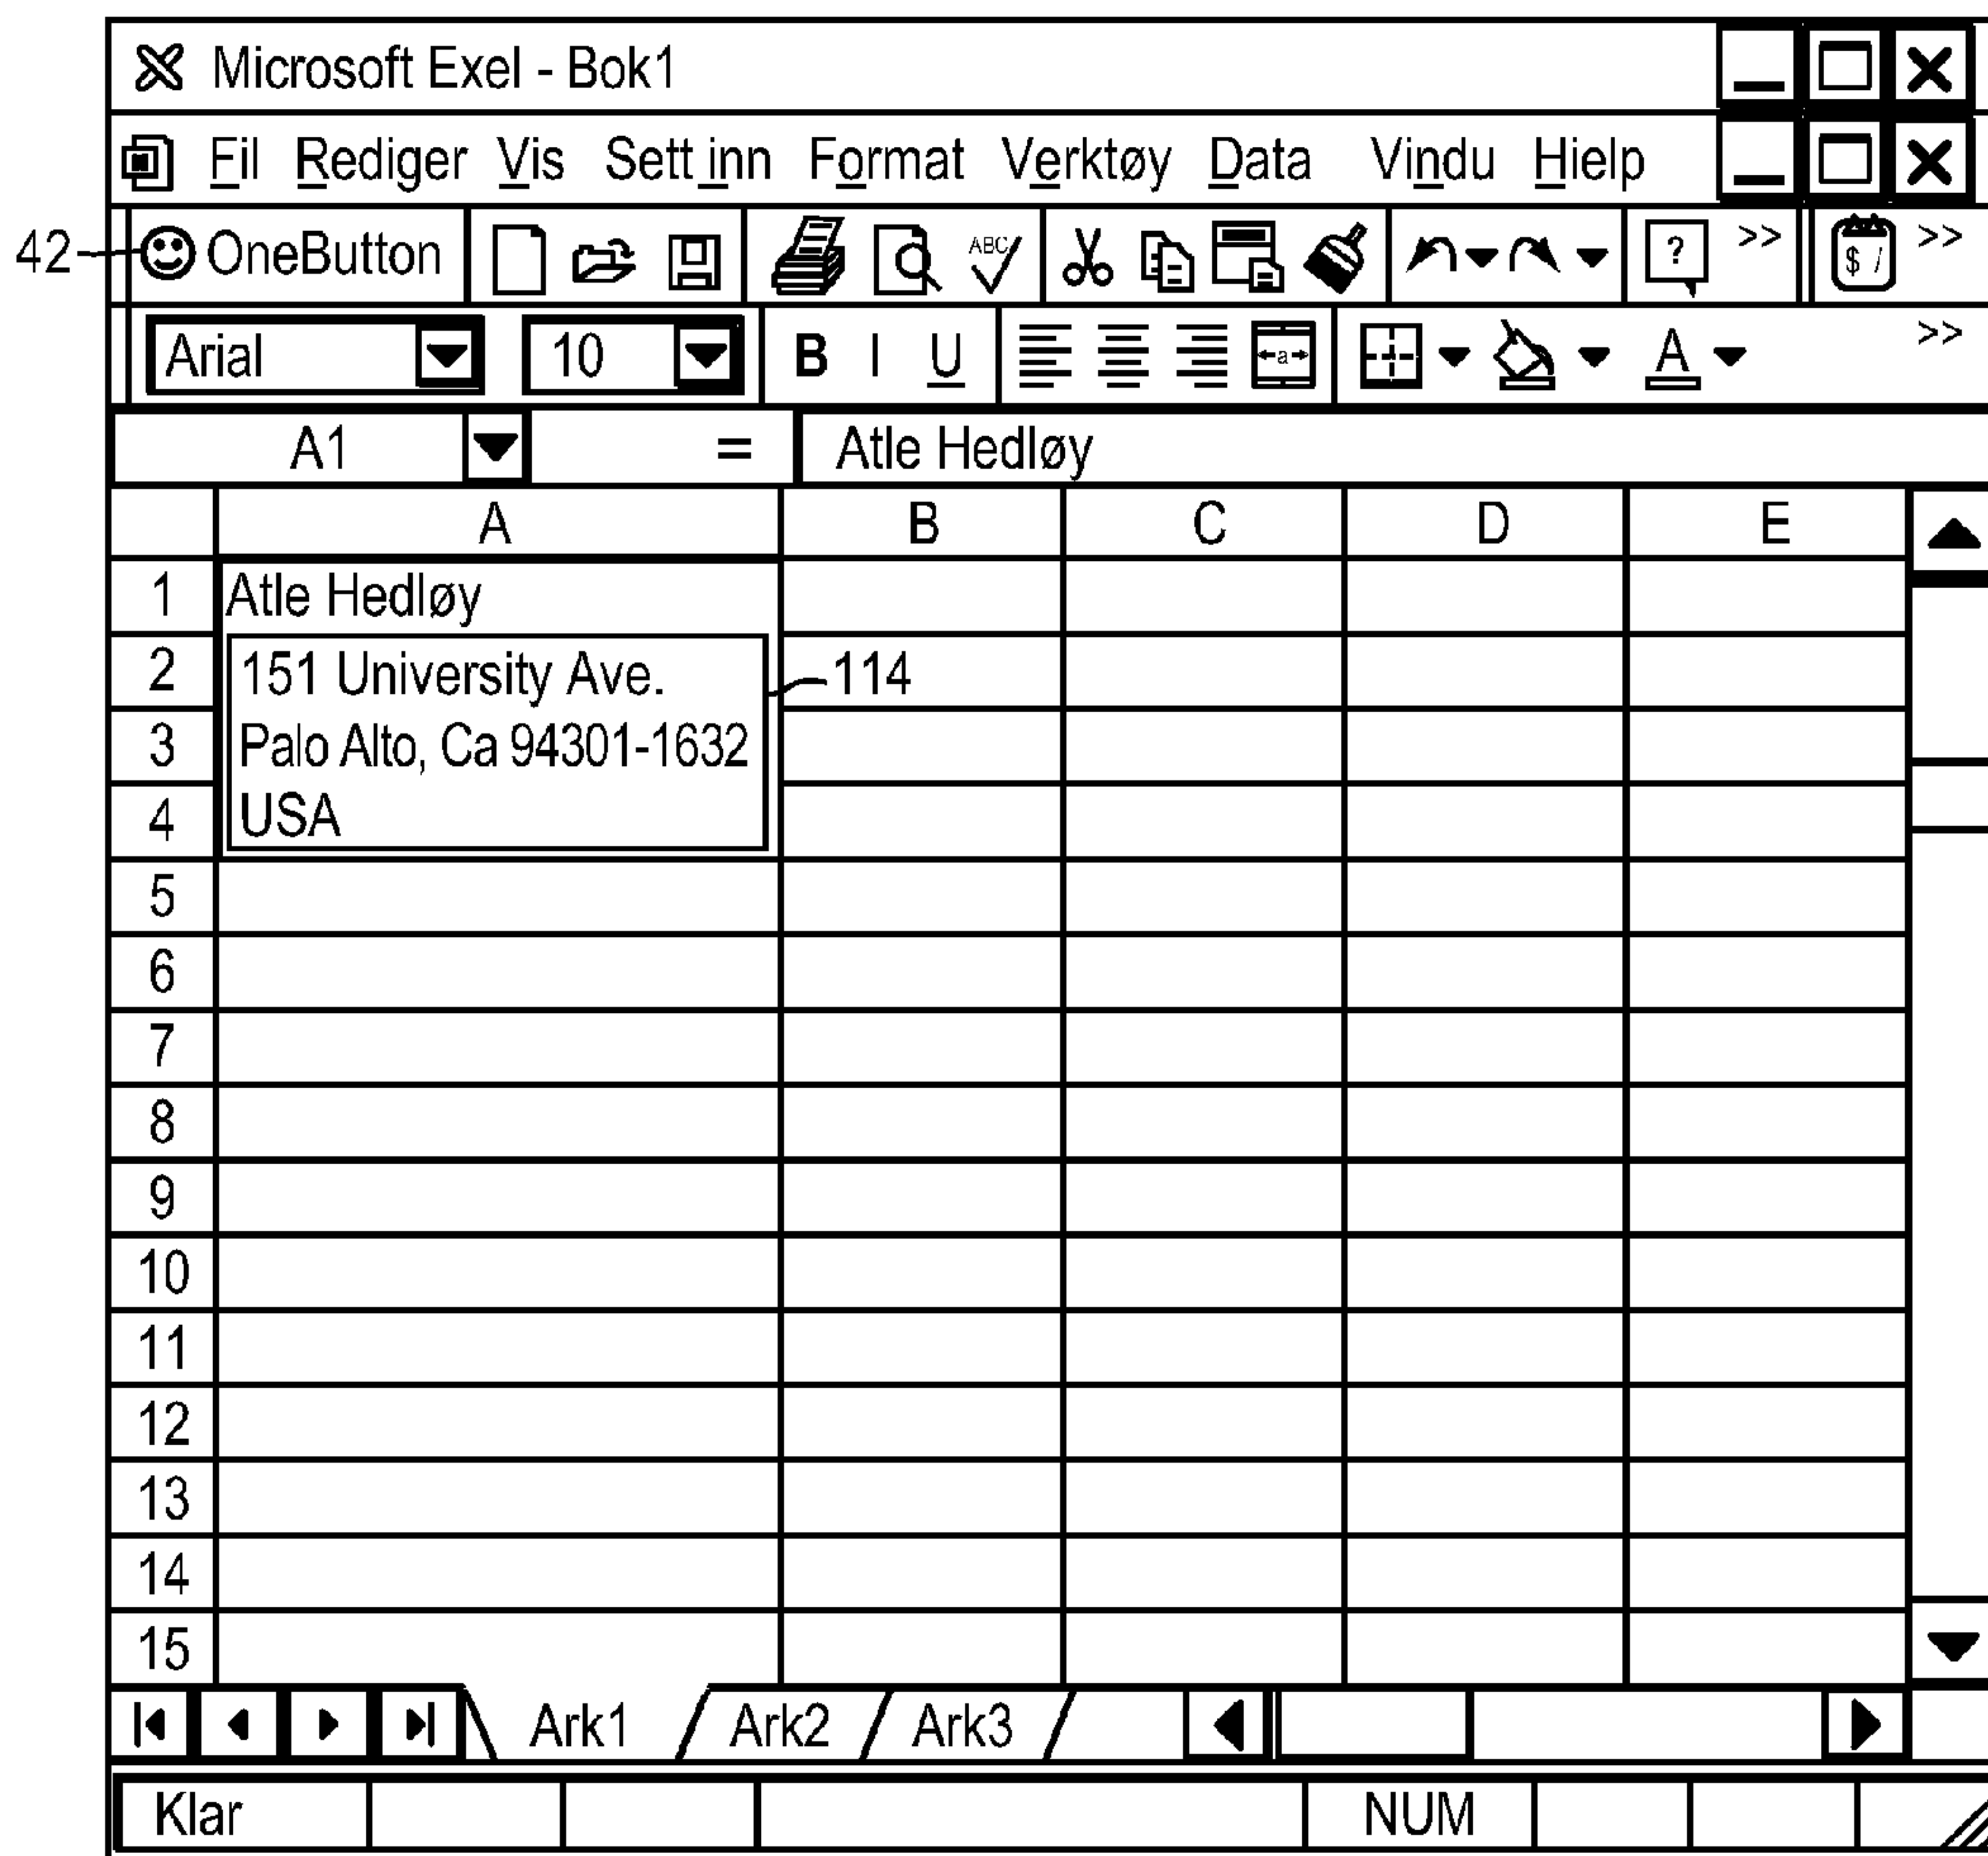 Microsoft Exel - Bok1
Fil Rediger Vis Sett inn Format Verktøy Data Vindu Hielp
42 OneButton ABC ? >> $ / >>
Arial 10 B I U a A >>
A1 = Atle Hedløy
A B C D E
1 Atle Hedløy
2 151 University Ave. 114
3 Palo Alto, Ca 94301-1632
4 USA
5
6
7
8
9
10
11
12
13
14
15
Ark1 Ark2 Ark3
Klar NUM